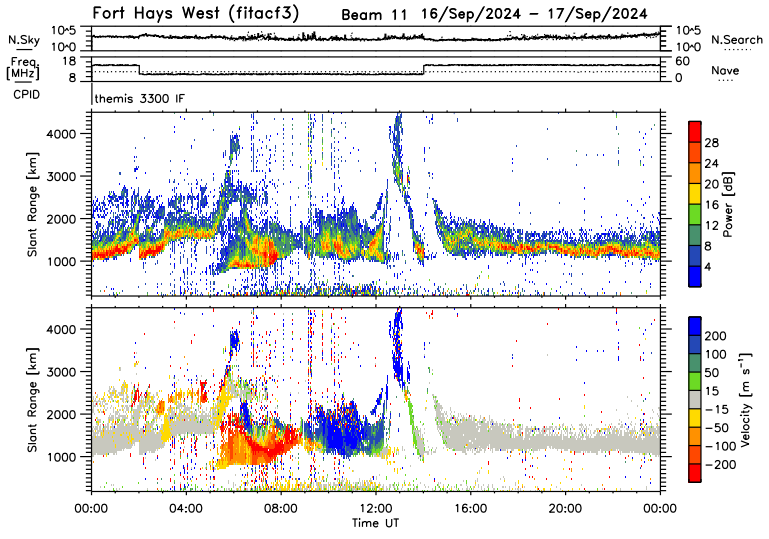 Fort Hays West (fitacf3) Beam 11 16/Sep/2024 - 17/Sep/2024
N.Sky 10^5 10^0 10^5 10^0 N.Search
Freq. [MHz] 18 8 60 0 Nave
CPID themis 3300 IF
Slant Range [km] 4000 3000 2000 1000
28 24 20 16 12 8 4 Power [dB]
Slant Range [km] 4000 3000 2000 1000
200 100 50 15 -15 -50 -100 -200 Velocity [m s⁻¹]
00:00 04:00 08:00 12:00 16:00 20:00 00:00
Time UT